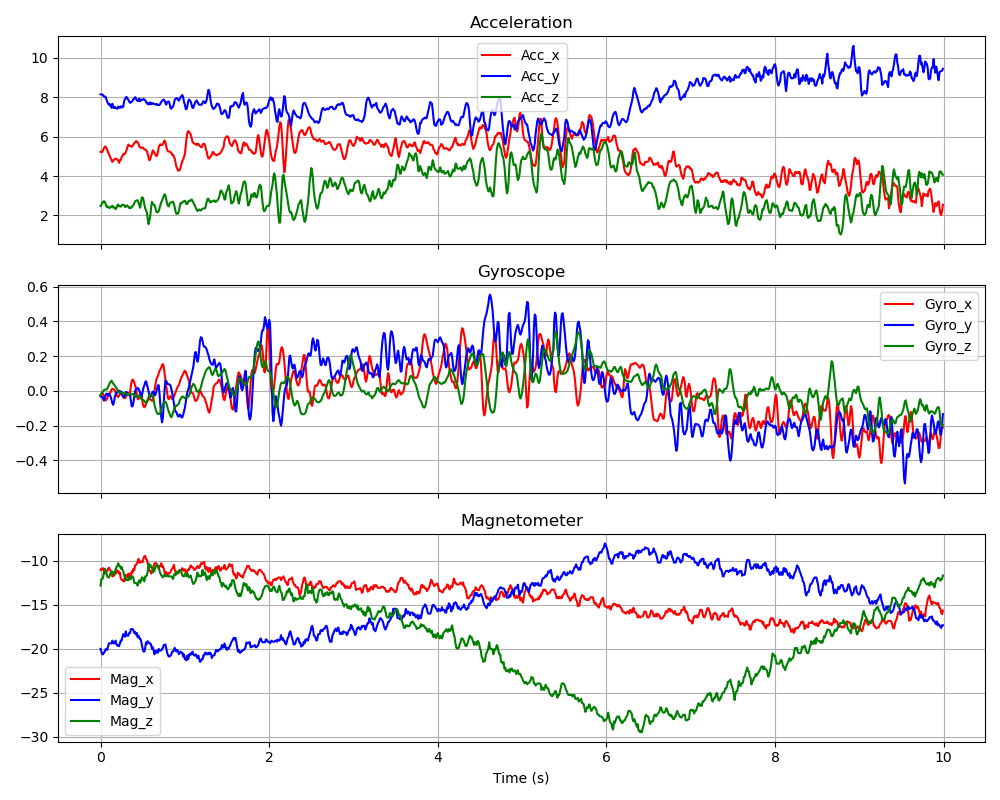 Acceleration
10
8
6
4
2
Acc_x
Acc_y
Acc_z
Gyroscope
0.6
0.4
0.2
0.0
−0.2
−0.4
Gyro_x
Gyro_y
Gyro_z
Magnetometer
−10
−15
−20
−25
−30
Mag_x
Mag_y
Mag_z
0 2 4 6 8 10
Time (s)